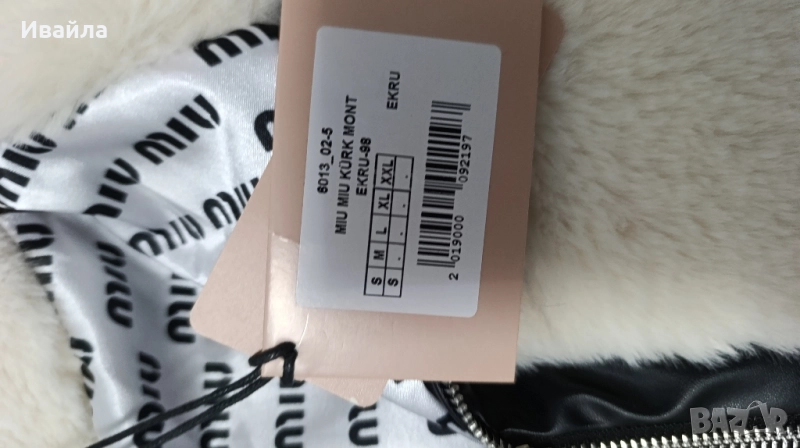 Ивайла
6013_02-5
MIU MIU KÜRK MONT
EKRU-98
S M L XL XXL
S . . . .
EKRU
2 019000 092197
MIU MIU
MIU MIU
MIU MIU
MIU MIU
BAZAR